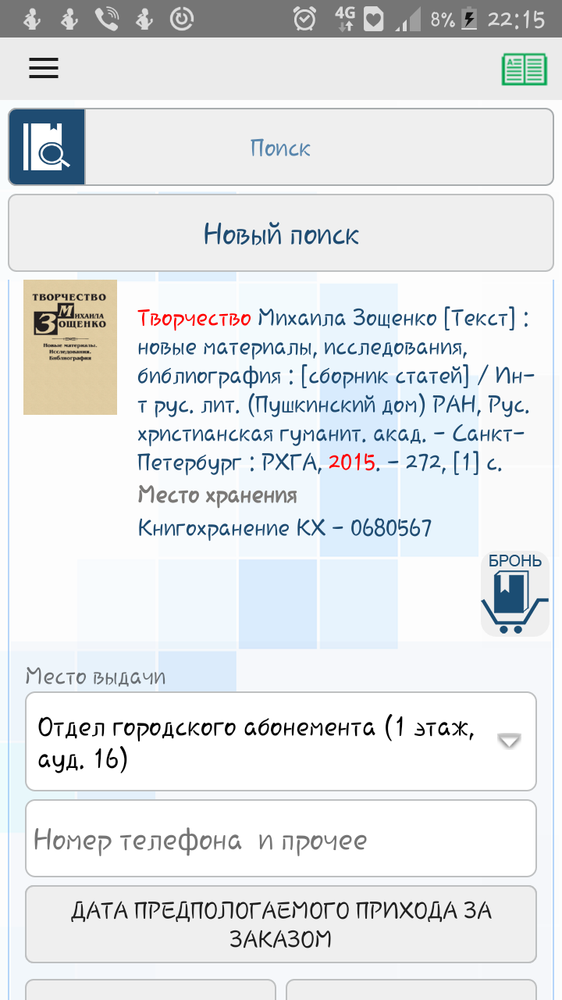 4G 8% 22:15
Поиск
Новый поиск
ТВОРЧЕСТВО
МИХАИЛА
ЗОЩЕНКО
Новые материалы.
Исследования.
Библиография
Творчество Михаила Зощенко [Текст] :
новые материалы, исследования,
библиография : [сборник статей] / Ин-
т рус. лит. (Пушкинский дом) РАН, Рус.
христианская гуманит. акад. - Санкт-
Петербург : РХГА, 2015. - 272, [1] с.
Место хранения
Книгохранение КХ - 0680567
БРОНЬ
Место выдачи
Отдел городского абонемента (1 этаж,
ауд. 16)
Номер телефона и прочее
ДАТА ПРЕДПОЛОГАЕМОГО ПРИХОДА ЗА
ЗАКАЗОМ